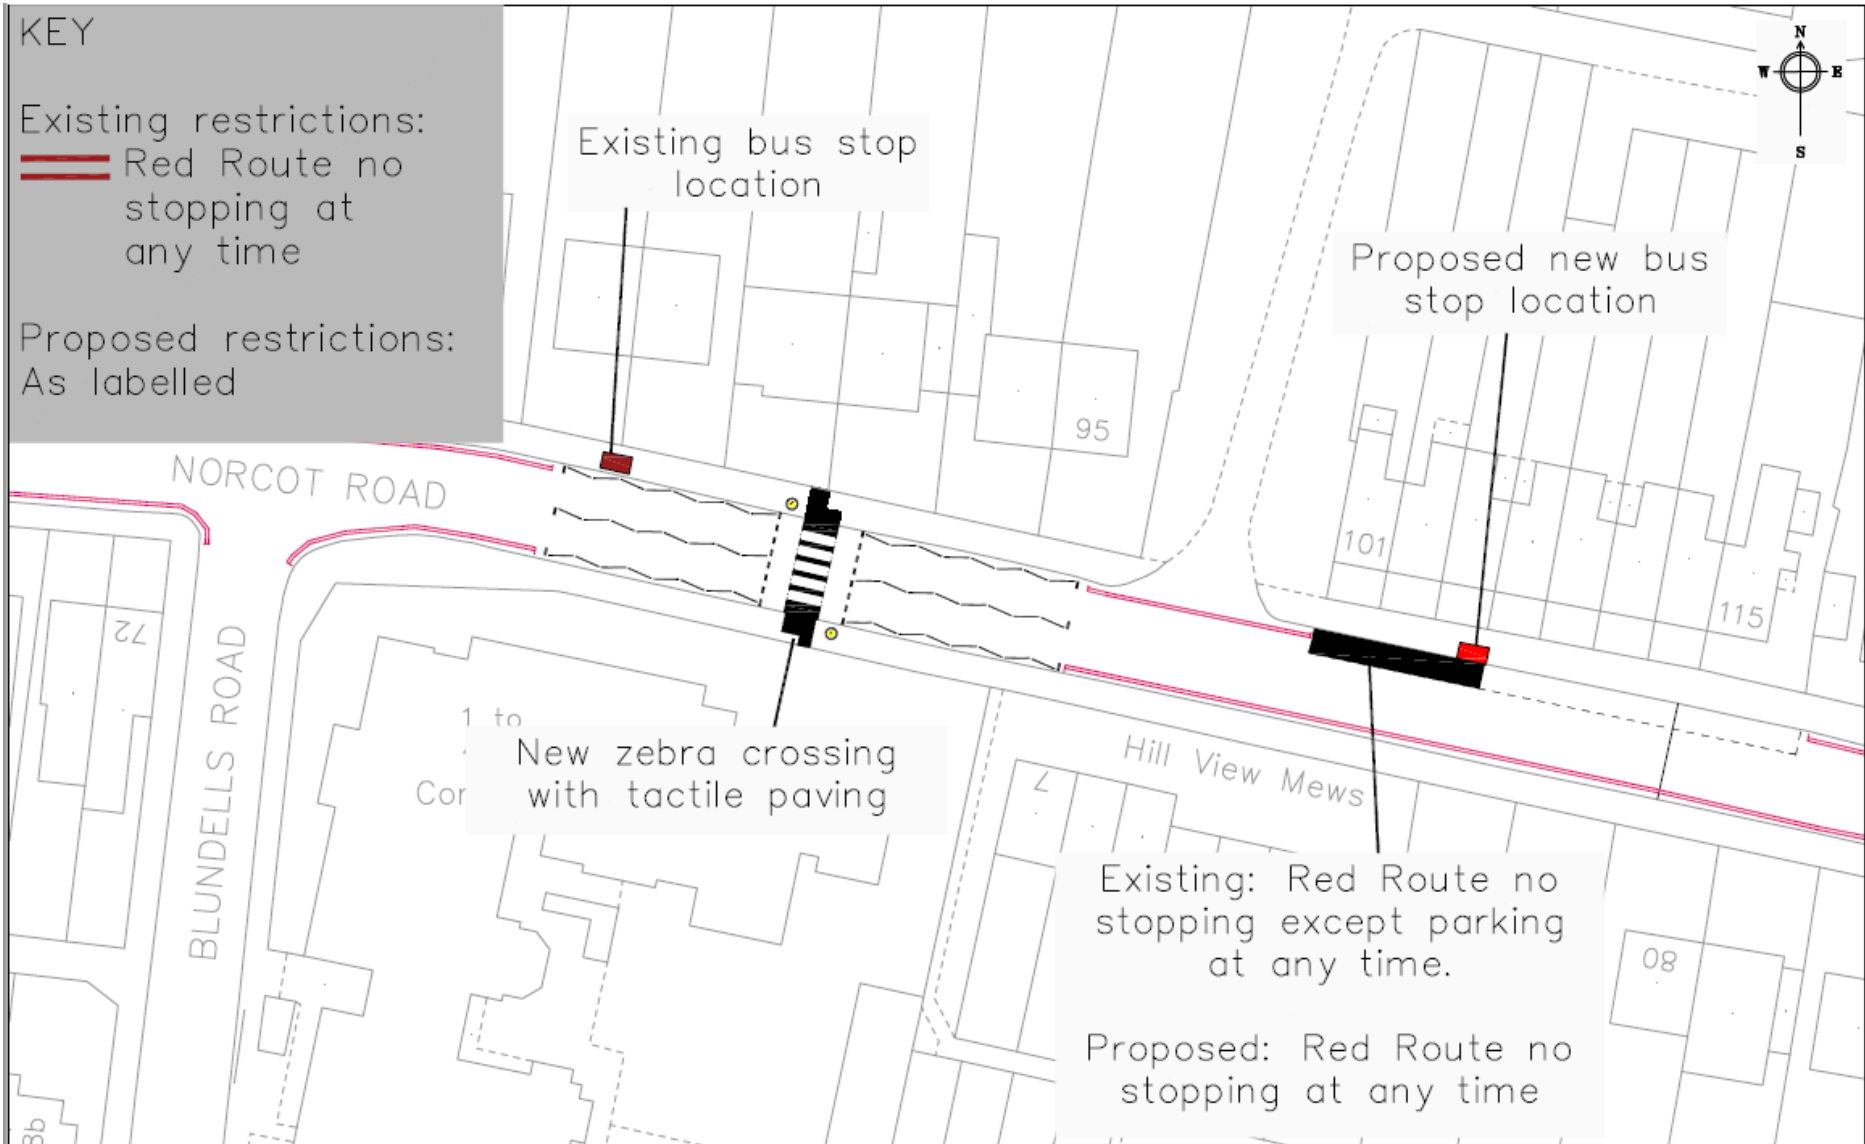 KEY
Existing restrictions:
Red Route no
stopping at
any time
Proposed restrictions:
As labelled
N
W E
S
Existing bus stop
location
Proposed new bus
stop location
95
NORCOT ROAD
101
115
72
BLUNDELLS ROAD
1 to
New zebra crossing
with tactile paving
Hill View Mews
7
Existing: Red Route no
stopping except parking
at any time.
Proposed: Red Route no
stopping at any time
80